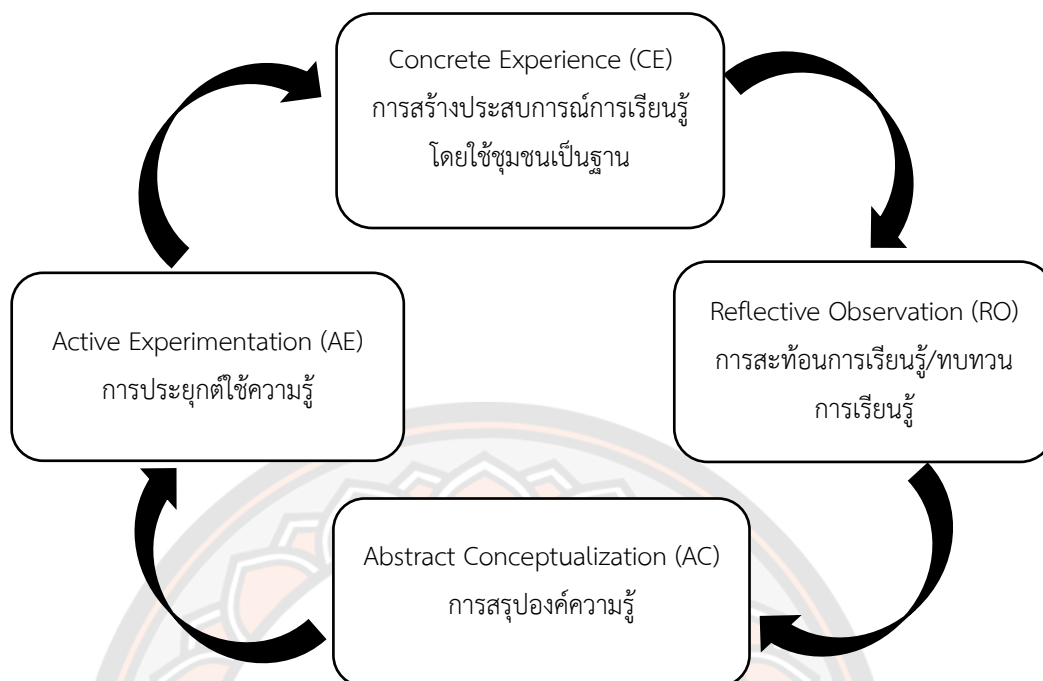 Concrete Experience (CE)
การสร้างประสบการณ์การเรียนรู้
โดยใช้ชุมชนเป็นฐาน
Reflective Observation (RO)
การสะท้อนการเรียนรู้/ทบทวน
การเรียนรู้
Abstract Conceptualization (AC)
การสรุปองค์ความรู้
Active Experimentation (AE)
การประยุกต์ใช้ความรู้